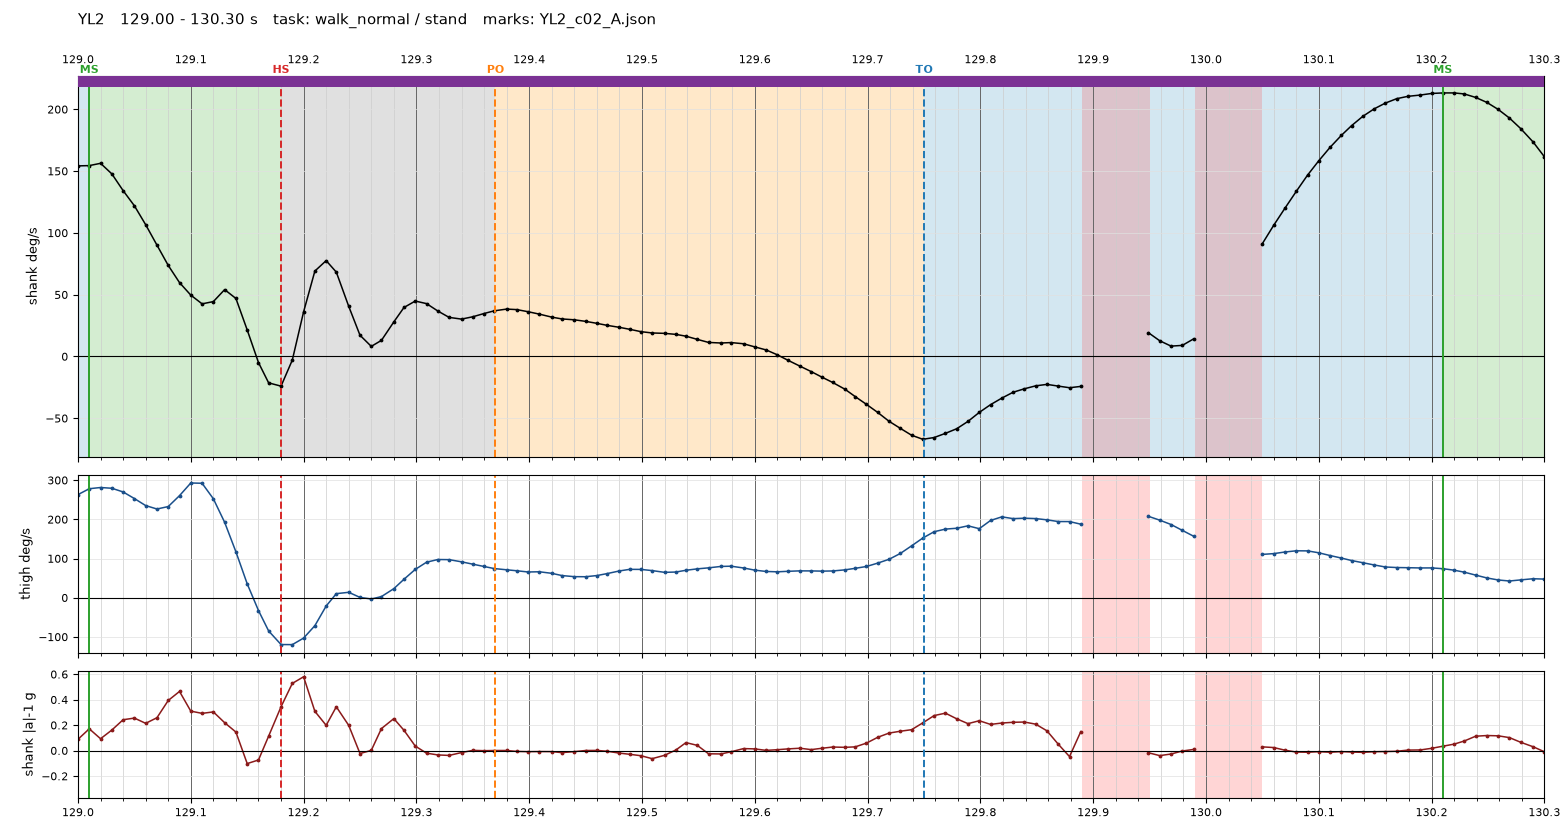 YL2   129.00 - 130.30 s   task: walk_normal / stand   marks: YL2_c02_A.json
129.0 129.1 129.2 129.3 129.4 129.5 129.6 129.7 129.8 129.9 130.0 130.1 130.2 130.3
MS HS PO TO MS
shank deg/s
200
150
100
50
0
−50
thigh deg/s
300
200
100
0
−100
shank |a|-1 g
0.6
0.4
0.2
0.0
−0.2
129.0 129.1 129.2 129.3 129.4 129.5 129.6 129.7 129.8 129.9 130.0 130.1 130.2 130.3